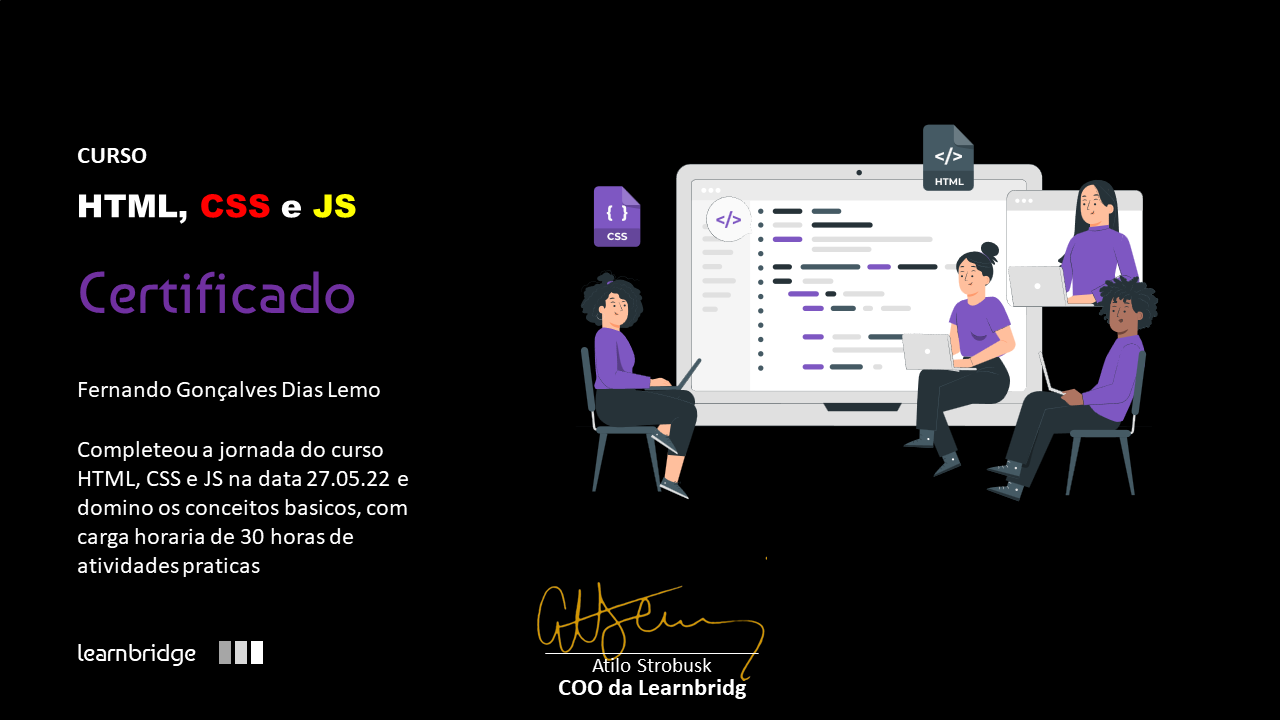 CURSO
HTML, CSS e JS
Certificado
Fernando Gonçalves Dias Lemo
Completeou a jornada do curso
HTML, CSS e JS na data 27.05.22 e
domino os conceitos basicos, com
carga horaria de 30 horas de
atividades praticas
learnbridge
Atilo Strobusk
COO da Learnbridg
{ }
CSS
</>
HTML
</>